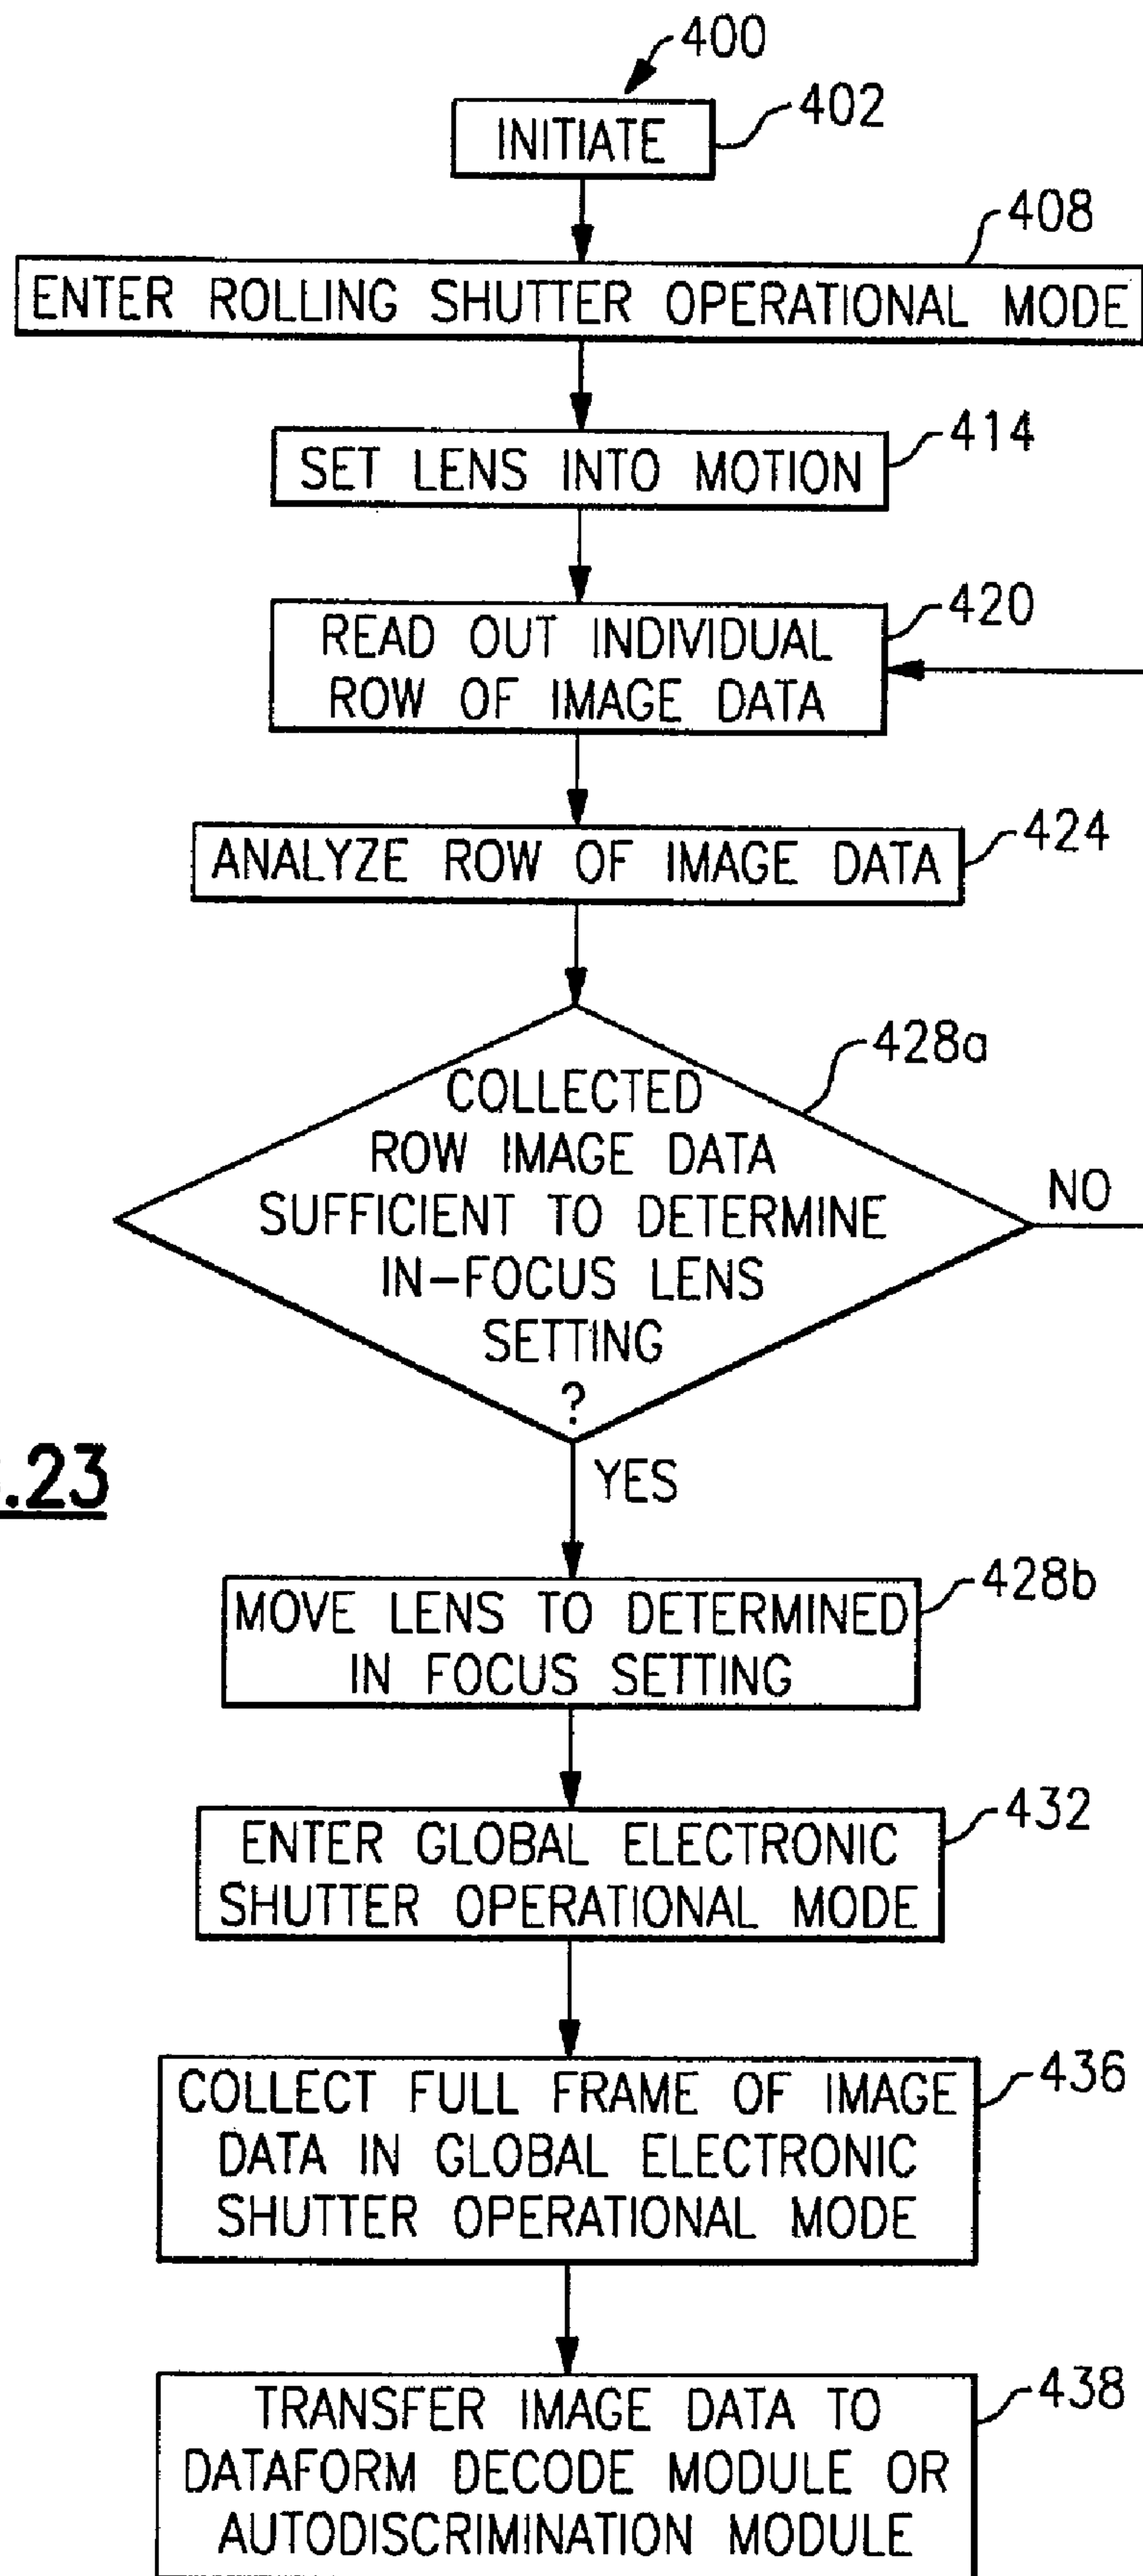 400
INITIATE
402
408
ENTER ROLLING SHUTTER OPERATIONAL MODE
414
SET LENS INTO MOTION
420
READ OUT INDIVIDUAL
ROW OF IMAGE DATA
424
ANALYZE ROW OF IMAGE DATA
428a
COLLECTED
ROW IMAGE DATA
SUFFICIENT TO DETERMINE
IN-FOCUS LENS
SETTING
?
NO
.23
YES
428b
MOVE LENS TO DETERMINED
IN FOCUS SETTING
432
ENTER GLOBAL ELECTRONIC
SHUTTER OPERATIONAL MODE
436
COLLECT FULL FRAME OF IMAGE
DATA IN GLOBAL ELECTRONIC
SHUTTER OPERATIONAL MODE
438
TRANSFER IMAGE DATA TO
DATAFORM DECODE MODULE OR
AUTODISCRIMINATION MODULE